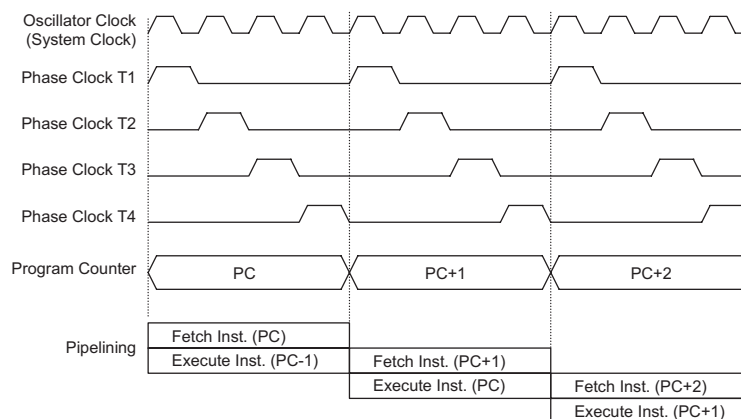 Oscillator Clock
(System Clock)
Phase Clock T1
Phase Clock T2
Phase Clock T3
Phase Clock T4
Program Counter
PC
PC+1
PC+2
Pipelining
Fetch Inst. (PC)
Execute Inst. (PC-1)
Fetch Inst. (PC+1)
Execute Inst. (PC)
Fetch Inst. (PC+2)
Execute Inst. (PC+1)